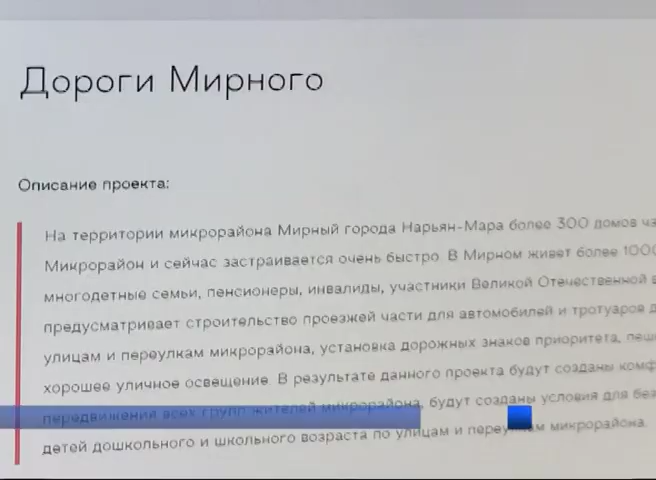 Дороги Мирного
Описание проекта:
На территории микрорайона Мирный города Нарьян-Мара более 300 домов
Микрорайон и сейчас застраивается очень быстро. В Мирном живет более
многодетные семьи, пенсионеры, инвалиды, участники Великой Отечественной
предусматривает строительство проезжей части для автомобилей и тротуаров
улицам и переулкам микрорайона, установка дорожных знаков приоритета,
хорошее уличное освещение. В результате данного проекта будут созданы
передвижения всех групп жителей микрорайона, будут созданы условия для
детей дошкольного и школьного возраста по улицам и переулкам микрорайона.